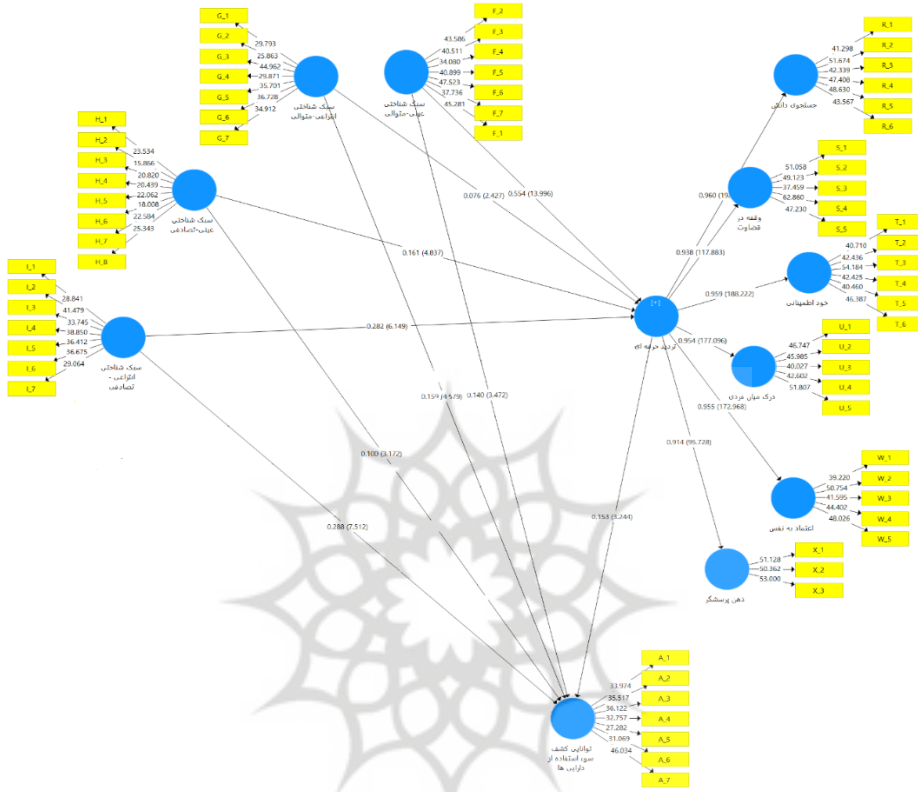 G_1
G_2
G_3
G_4
G_5
G_6
G_7
29.793
25.863
44.962
29.871
35.701
36.728
34.912
سبک شناختی
انتزاعی-متوالی
F_2
F_3
F_4
F_5
F_6
F_7
F_1
43.586
40.511
34.080
40.899
47.523
37.736
45.281
سبک شناختی
عینی-متوالی
R_1
R_2
R_3
R_4
R_5
R_6
41.298
51.674
42.339
47.408
48.630
43.567
جستجوی دانش
H_1
H_2
H_3
H_4
H_5
H_6
H_7
H_8
23.534
15.866
20.820
20.439
22.062
18.008
22.584
25.343
سبک شناختی
عینی-تصادفی
S_1
S_2
S_3
S_4
S_5
51.058
49.123
37.459
62.860
47.230
وقفه در
قضاوت
I_1
I_2
I_3
I_4
I_5
I_6
I_7
28.841
41.479
33.745
38.850
36.412
36.675
29.064
سبک شناختی
انتزاعی -
تصادفی
T_1
T_2
T_3
T_4
T_5
T_6
40.710
42.436
54.184
42.425
40.460
46.387
خود اطمینانی
0.076 (2.427)
0.554 (13.996)
0.161 (4.837)
0.282 (6.149)
0.960 (19
0.938 (117.883)
0.959 (188.222)
0.954 (177.096)
0.955 (172.968)
[+]
تردید حرفه ای
U_1
U_2
U_3
U_4
U_5
46.747
45.985
40.027
42.602
51.807
درک میان فردی
0.140 (3.472)
0.100 (3.172)
0.288 (7.512)
0.153 (3.244)
W_1
W_2
W_3
W_4
W_5
39.220
50.754
41.595
44.402
48.026
اعتماد به نفس
X_1
X_2
X_3
51.128
50.362
53.000
ذهن پرسشگر
A_1
A_2
A_3
A_4
A_5
A_6
A_7
33.974
35.517
36.122
32.757
27.282
31.069
46.034
توانایی کشف
سوء استفاده از
دارایی ها